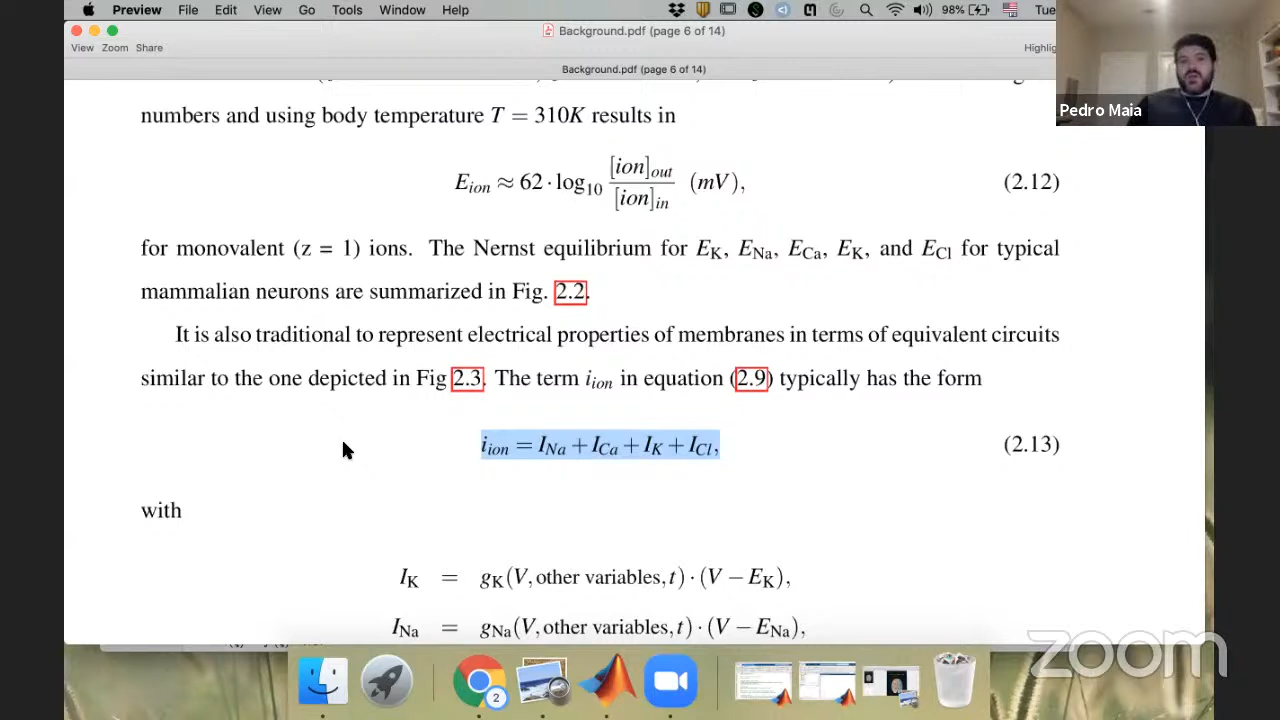 Preview File Edit View Go Tools Window Help 98% Tue
Background.pdf (page 6 of 14)
View Zoom Share Highlig
Background.pdf (page 6 of 14)
Pedro Maia
numbers and using body temperature T = 310K results in
E_ion ≈ 62 · log_10 [ion]_out / [ion]_in (mV), (2.12)
for monovalent (z = 1) ions. The Nernst equilibrium for E_K, E_Na, E_Ca, E_K, and E_Cl for typical
mammalian neurons are summarized in Fig. 2.2.
It is also traditional to represent electrical properties of membranes in terms of equivalent circuits
similar to the one depicted in Fig 2.3. The term i_ion in equation (2.9) typically has the form
i_ion = I_Na + I_Ca + I_K + I_Cl, (2.13)
with
I_K = g_K(V, other variables, t) · (V − E_K),
I_Na = g_Na(V, other variables, t) · (V − E_Na),
zoom
2